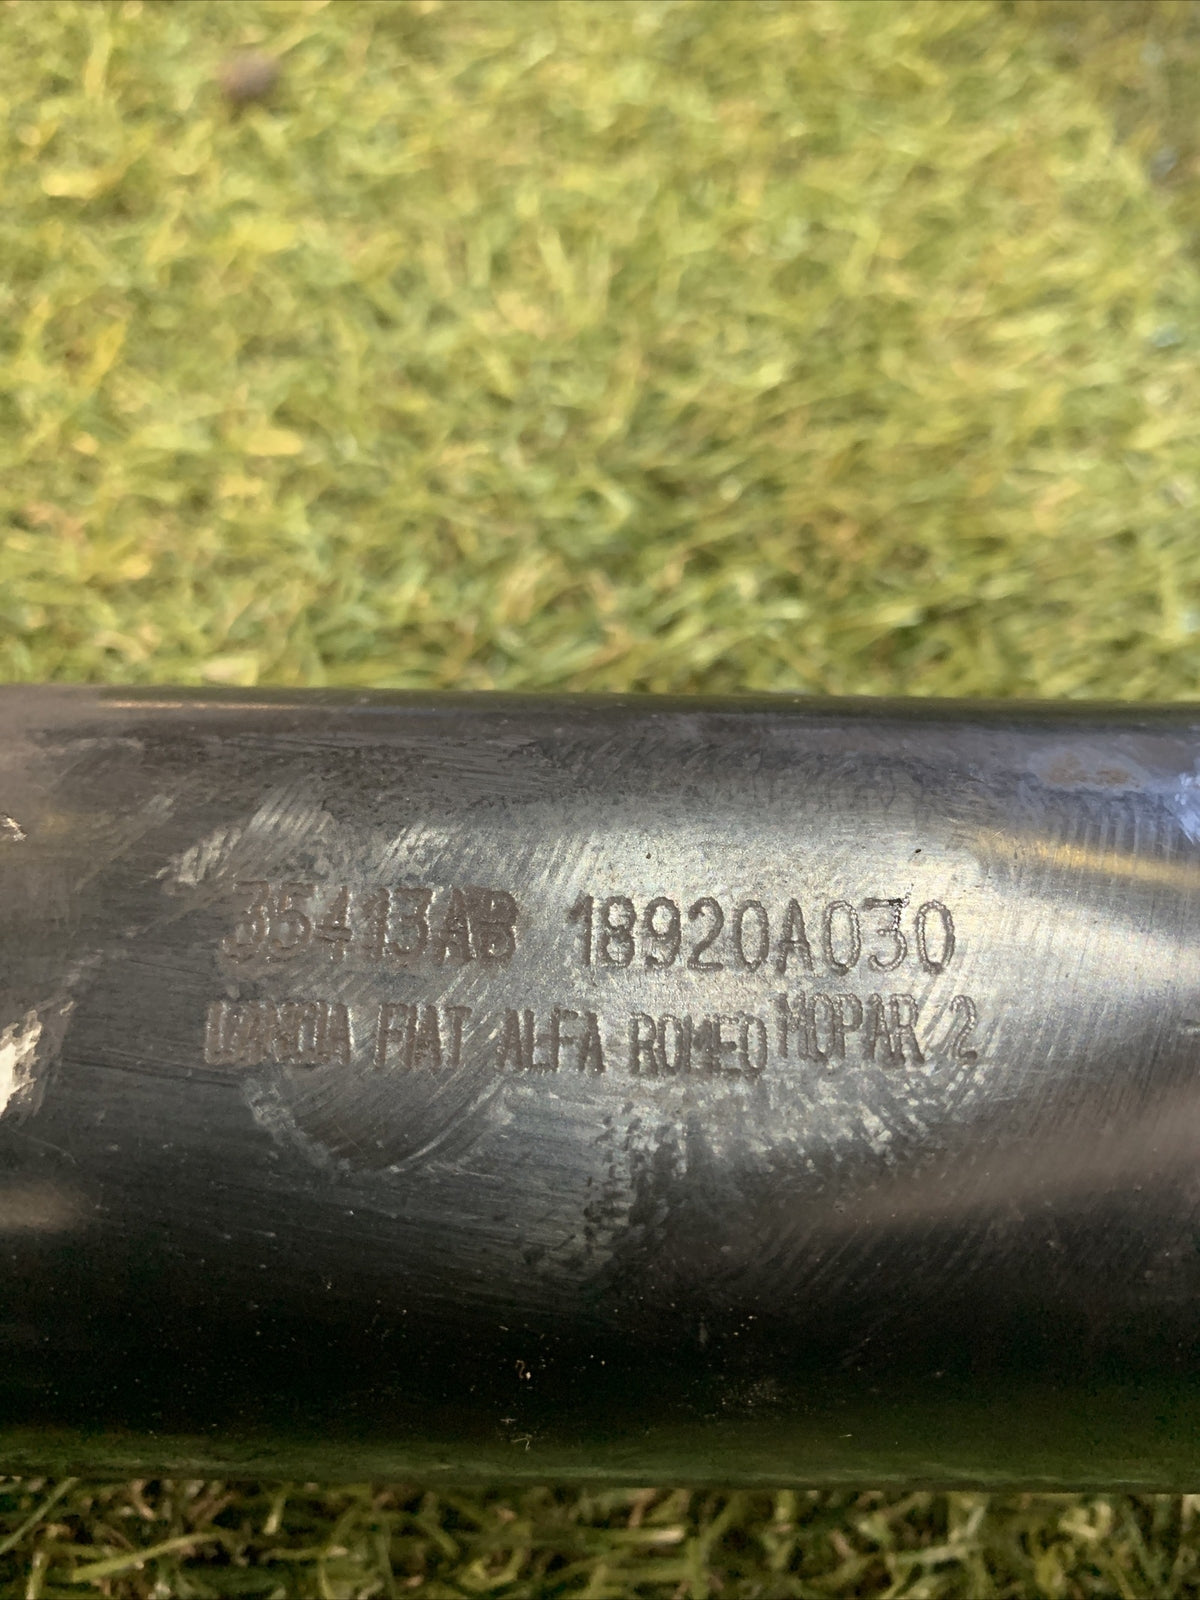 35413AB 18920A030
LANCIA FIAT ALFA ROMEO MOPAR 2